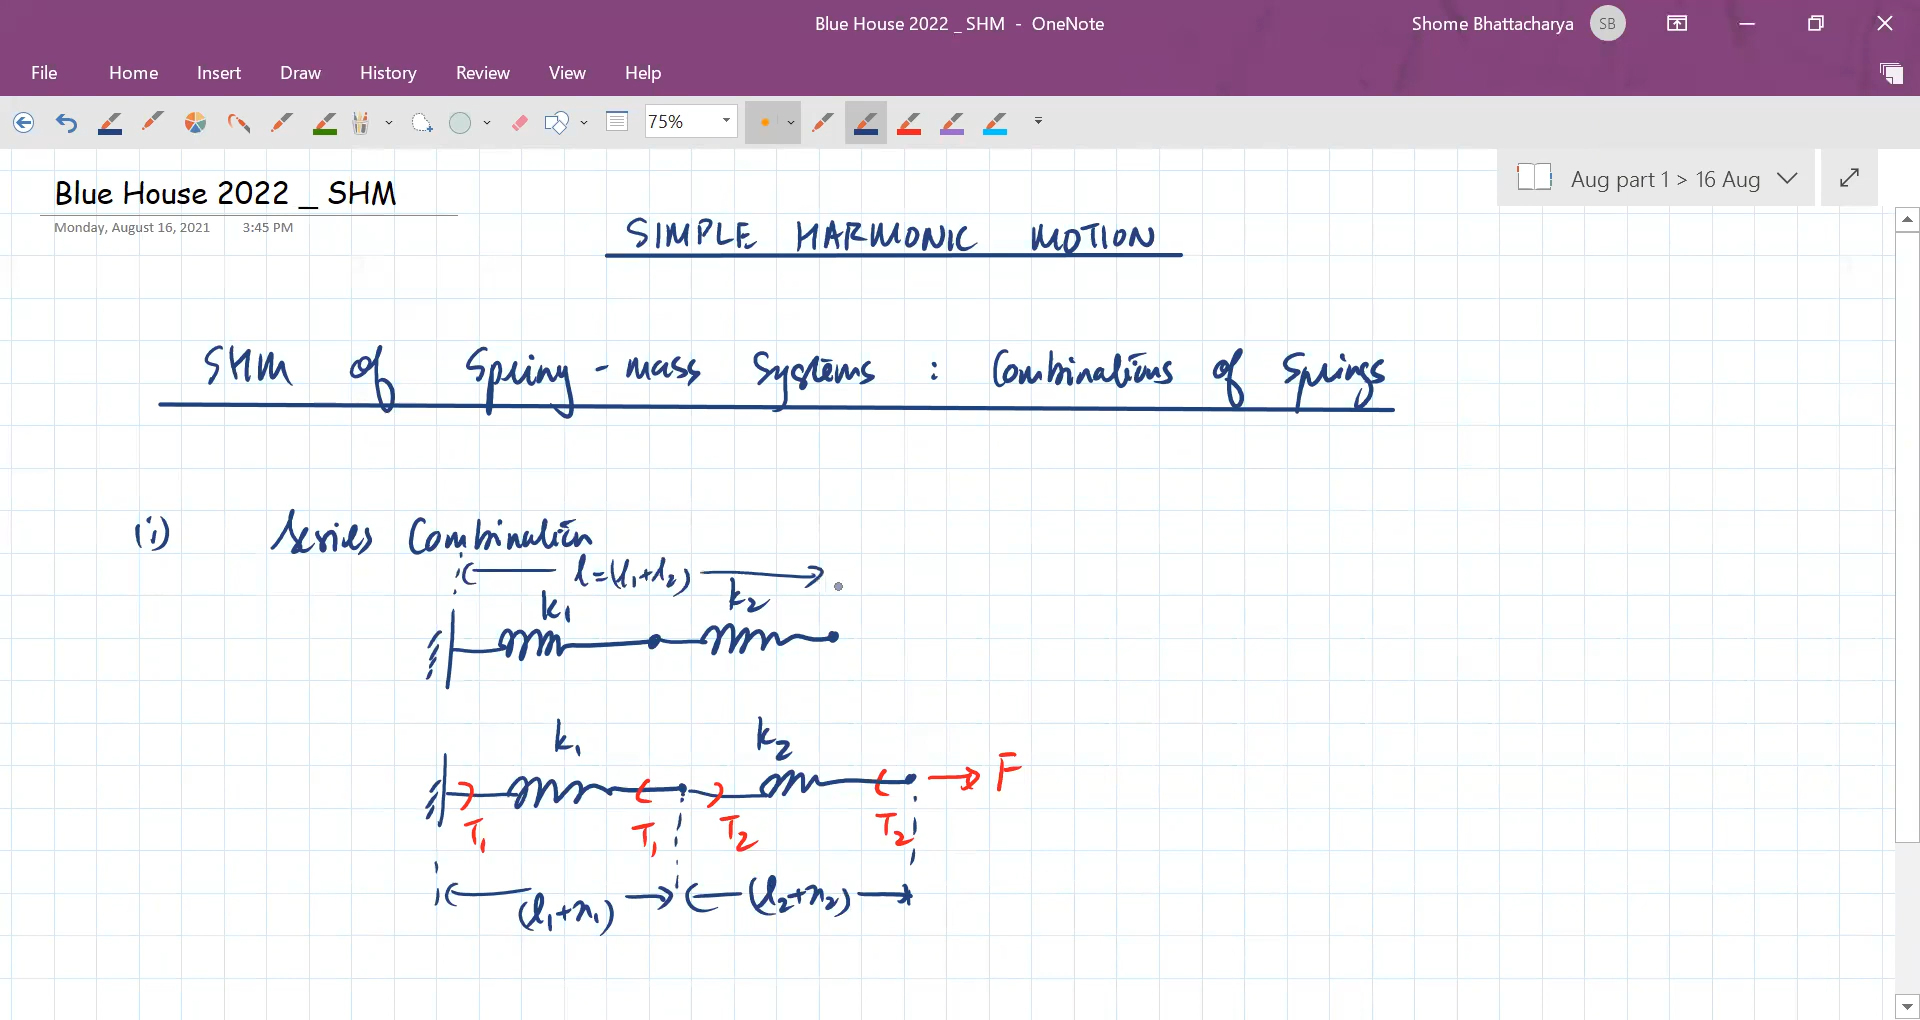 Blue House 2022 _ SHM - OneNote
Shome Bhattacharya SB
File Home Insert Draw History Review View Help
75%
Blue House 2022 _ SHM
Monday, August 16, 2021 3:45 PM
Aug part 1 > 16 Aug
SIMPLE HARMONIC MOTION
SHM of Spring-mass Systems : Combinations of Springs
(i) Series Combination
l=(l₁+l₂)
k₁ k₂
k₁ k₂
F
T₁ T₁ T₂ T₂
(l₁+x₁) (l₂+x₂)